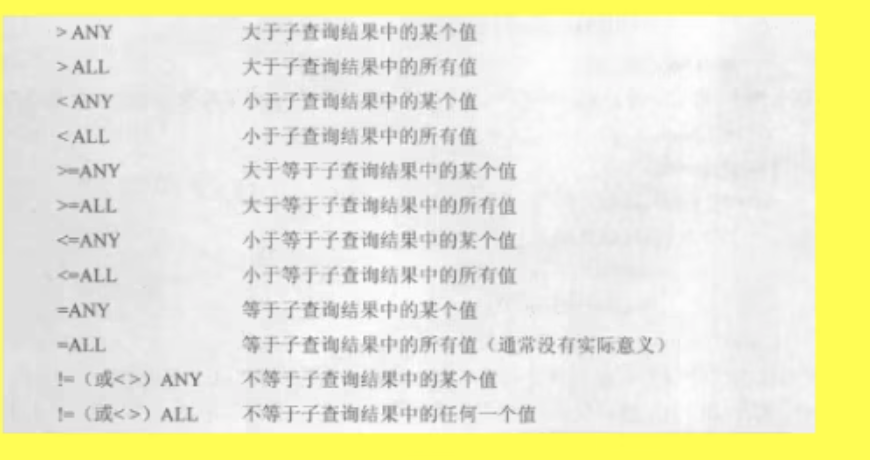 > ANY 大于子查询结果中的某个值
> ALL 大于子查询结果中的所有值
< ANY 小于子查询结果中的某个值
< ALL 小于子查询结果中的所有值
>=ANY 大于等于子查询结果中的某个值
>=ALL 大于等于子查询结果中的所有值
<=ANY 小于等于子查询结果中的某个值
<=ALL 小于等于子查询结果中的所有值
=ANY 等于子查询结果中的某个值
=ALL 等于子查询结果中的所有值（通常没有实际意义）
!=（或<>）ANY 不等于子查询结果中的某个值
!=（或<>）ALL 不等于子查询结果中的任何一个值